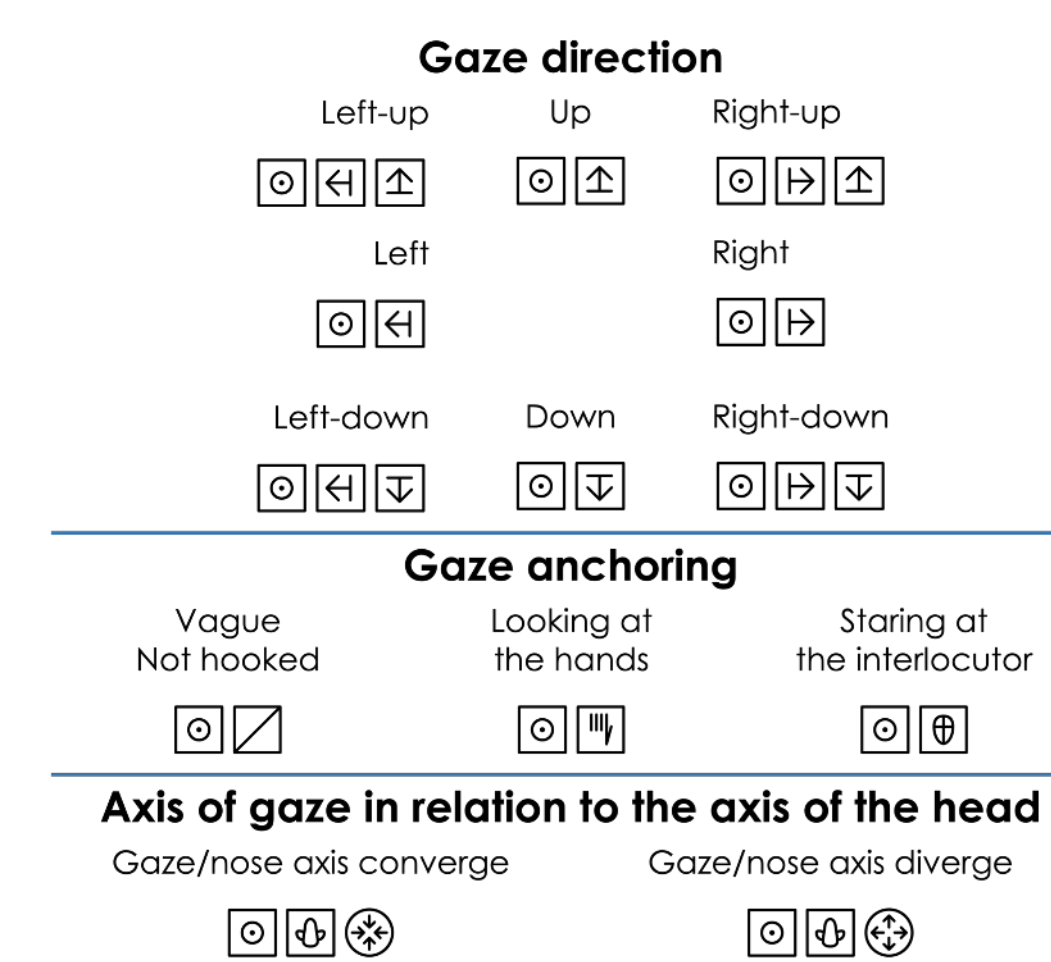 Gaze direction
Left-up Up Right-up
Left Right
Left-down Down Right-down
Gaze anchoring
Vague
Not hooked
Looking at
the hands
Staring at
the interlocutor
Axis of gaze in relation to the axis of the head
Gaze/nose axis converge Gaze/nose axis diverge